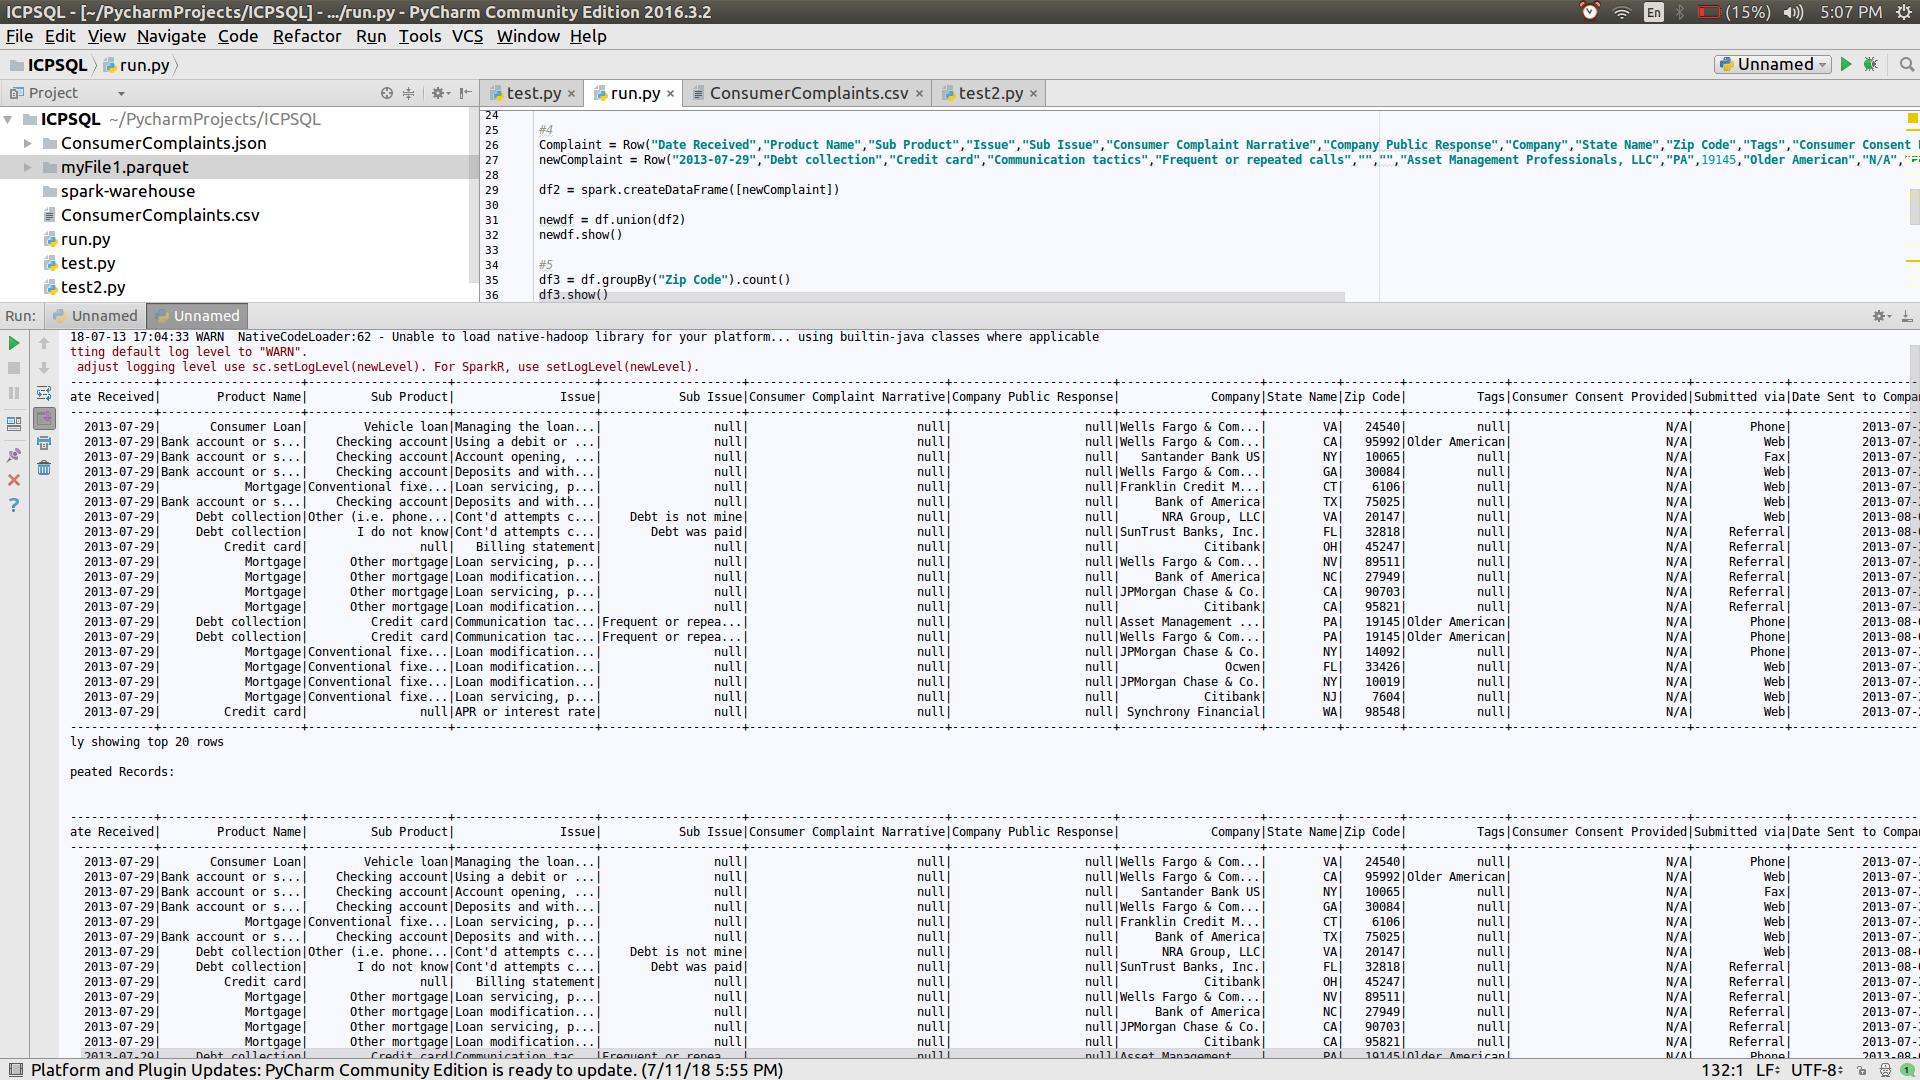 ICPSQL - [~/PycharmProjects/ICPSQL] - .../run.py - PyCharm Community Edition 2016.3.2
En (15%) 5:07 PM
File Edit View Navigate Code Refactor Run Tools VCS Window Help
ICPSQL run.py Unnamed
Project test.py run.py ConsumerComplaints.csv test2.py
ICPSQL ~/PycharmProjects/ICPSQL
ConsumerComplaints.json
myFile1.parquet
spark-warehouse
ConsumerComplaints.csv
run.py
test.py
test2.py
24
25 #4
26 Complaint = Row("Date Received","Product Name","Sub Product","Issue","Sub Issue","Consumer Complaint Narrative","Company Public Response","Company","State Name","Zip Code","Tags","Consumer Consent
27 newComplaint = Row("2013-07-29","Debt collection","Credit card","Communication tactics","Frequent or repeated calls","","","Asset Management Professionals, LLC","PA",19145,"Older American","N/A",
28
29 df2 = spark.createDataFrame([newComplaint])
30
31 newdf = df.union(df2)
32 newdf.show()
33
34 #5
35 df3 = df.groupBy("Zip Code").count()
36 df3.show()
Run: Unnamed Unnamed
18-07-13 17:04:33 WARN  NativeCodeLoader:62 - Unable to load native-hadoop library for your platform... using builtin-java classes where applicable
tting default log level to "WARN".
adjust logging level use sc.setLogLevel(newLevel). For SparkR, use setLogLevel(newLevel).
ate Received| Product Name| Sub Product| Issue| Sub Issue|Consumer Complaint Narrative|Company Public Response| Company|State Name|Zip Code| Tags|Consumer Consent Provided|Submitted via|Date Sent to Compa
2013-07-29| Consumer Loan| Vehicle loan|Managing the loan...| null| null| null|Wells Fargo & Com...| VA| 24540| null| N/A| Phone| 2013-07-
2013-07-29|Bank account or s...| Checking account|Using a debit or ...| null| null| null|Wells Fargo & Com...| CA| 95992|Older American| N/A| Web| 2013-07-
2013-07-29|Bank account or s...| Checking account|Account opening, ...| null| null| null| Santander Bank US| NY| 10065| null| N/A| Fax| 2013-07-
2013-07-29|Bank account or s...| Checking account|Deposits and with...| null| null| null|Wells Fargo & Com...| GA| 30084| null| N/A| Web| 2013-07-
2013-07-29| Mortgage|Conventional fixe...|Loan servicing, p...| null| null| null|Franklin Credit M...| CT| 6106| null| N/A| Web| 2013-07-
2013-07-29|Bank account or s...| Checking account|Deposits and with...| null| null| null| Bank of America| TX| 75025| null| N/A| Web| 2013-07-
2013-07-29| Debt collection|Other (i.e. phone...|Cont'd attempts c...| Debt is not mine| null| null| NRA Group, LLC| VA| 20147| null| N/A| Web| 2013-08-
2013-07-29| Debt collection| I do not know|Cont'd attempts c...| Debt was paid| null| null|SunTrust Banks, Inc.| FL| 32818| null| N/A| Referral| 2013-08-
2013-07-29| Credit card| null| Billing statement| null| null| null| Citibank| OH| 45247| null| N/A| Referral| 2013-07-
2013-07-29| Mortgage| Other mortgage|Loan servicing, p...| null| null| null|Wells Fargo & Com...| NV| 89511| null| N/A| Referral| 2013-07-
2013-07-29| Mortgage| Other mortgage|Loan modification...| null| null| null| Bank of America| NC| 27949| null| N/A| Referral| 2013-07-
2013-07-29| Mortgage| Other mortgage|Loan servicing, p...| null| null| null|JPMorgan Chase & Co.| CA| 90703| null| N/A| Referral| 2013-07-
2013-07-29| Mortgage| Other mortgage|Loan modification...| null| null| null| Citibank| CA| 95821| null| N/A| Referral| 2013-07-
2013-07-29| Debt collection| Credit card|Communication tac...|Frequent or repea...| null| null|Asset Management ...| PA| 19145|Older American| N/A| Phone| 2013-08-
2013-07-29| Debt collection| Credit card|Communication tac...|Frequent or repea...| null| null|Wells Fargo & Com...| PA| 19145|Older American| N/A| Phone| 2013-08-
2013-07-29| Mortgage|Conventional fixe...|Loan modification...| null| null| null|JPMorgan Chase & Co.| NY| 14092| null| N/A| Phone| 2013-07-
2013-07-29| Mortgage|Conventional fixe...|Loan modification...| null| null| null| Ocwen| FL| 33426| null| N/A| Web| 2013-07-
2013-07-29| Mortgage|Conventional fixe...|Loan modification...| null| null| null|JPMorgan Chase & Co.| NY| 10019| null| N/A| Web| 2013-07-
2013-07-29| Mortgage|Conventional fixe...|Loan servicing, p...| null| null| null| Citibank| NJ| 7604| null| N/A| Web| 2013-07-
2013-07-29| Credit card| null|APR or interest rate| null| null| null| Synchrony Financial| WA| 98548| null| N/A| Web| 2013-07-
ly showing top 20 rows
peated Records:
ate Received| Product Name| Sub Product| Issue| Sub Issue|Consumer Complaint Narrative|Company Public Response| Company|State Name|Zip Code| Tags|Consumer Consent Provided|Submitted via|Date Sent to Compa
2013-07-29| Consumer Loan| Vehicle loan|Managing the loan...| null| null| null|Wells Fargo & Com...| VA| 24540| null| N/A| Phone| 2013-07-
2013-07-29|Bank account or s...| Checking account|Using a debit or ...| null| null| null|Wells Fargo & Com...| CA| 95992|Older American| N/A| Web| 2013-07-
2013-07-29|Bank account or s...| Checking account|Account opening, ...| null| null| null| Santander Bank US| NY| 10065| null| N/A| Fax| 2013-07-
2013-07-29|Bank account or s...| Checking account|Deposits and with...| null| null| null|Wells Fargo & Com...| GA| 30084| null| N/A| Web| 2013-07-
2013-07-29| Mortgage|Conventional fixe...|Loan servicing, p...| null| null| null|Franklin Credit M...| CT| 6106| null| N/A| Web| 2013-07-
2013-07-29|Bank account or s...| Checking account|Deposits and with...| null| null| null| Bank of America| TX| 75025| null| N/A| Web| 2013-07-
2013-07-29| Debt collection|Other (i.e. phone...|Cont'd attempts c...| Debt is not mine| null| null| NRA Group, LLC| VA| 20147| null| N/A| Web| 2013-08-
2013-07-29| Debt collection| I do not know|Cont'd attempts c...| Debt was paid| null| null|SunTrust Banks, Inc.| FL| 32818| null| N/A| Referral| 2013-08-
2013-07-29| Credit card| null| Billing statement| null| null| null| Citibank| OH| 45247| null| N/A| Referral| 2013-07-
2013-07-29| Mortgage| Other mortgage|Loan servicing, p...| null| null| null|Wells Fargo & Com...| NV| 89511| null| N/A| Referral| 2013-07-
2013-07-29| Mortgage| Other mortgage|Loan modification...| null| null| null| Bank of America| NC| 27949| null| N/A| Referral| 2013-07-
2013-07-29| Mortgage| Other mortgage|Loan servicing, p...| null| null| null|JPMorgan Chase & Co.| CA| 90703| null| N/A| Referral| 2013-07-
2013-07-29| Mortgage| Other mortgage|Loan modification...| null| null| null| Citibank| CA| 95821| null| N/A| Referral| 2013-07-
2013-07-29| Debt collection| Credit card|Communication tac...|Frequent or repea...| null| null|Asset Management ...| PA| 19145|Older American| N/A| Phone| 2013-08-
Platform and Plugin Updates: PyCharm Community Edition is ready to update. (7/11/18 5:55 PM) 132:1 LF UTF-8 1